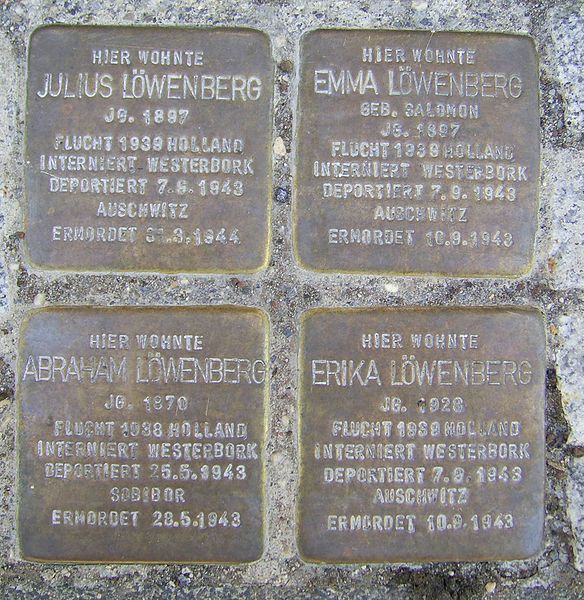 HIER WOHNTE
JULIUS LÖWENBERG
JG. 1897
FLUCHT 1939 HOLLAND
INTERNIERT WESTERBORK
DEPORTIERT 7.9.1943
AUSCHWITZ
ERMORDET 31.3.1944
HIER WOHNTE
EMMA LÖWENBERG
GEB. SALOMON
JG. 1897
FLUCHT 1939 HOLLAND
INTERNIERT WESTERBORK
DEPORTIERT 7.9.1943
AUSCHWITZ
ERMORDET 10.9.1943
HIER WOHNTE
ABRAHAM LÖWENBERG
JG. 1870
FLUCHT 1938 HOLLAND
INTERNIERT WESTERBORK
DEPORTIERT 25.5.1943
SOBIBOR
ERMORDET 28.5.1943
HIER WOHNTE
ERIKA LÖWENBERG
JG. 1928
FLUCHT 1939 HOLLAND
INTERNIERT WESTERBORK
DEPORTIERT 7.9.1943
AUSCHWITZ
ERMORDET 10.9.1943